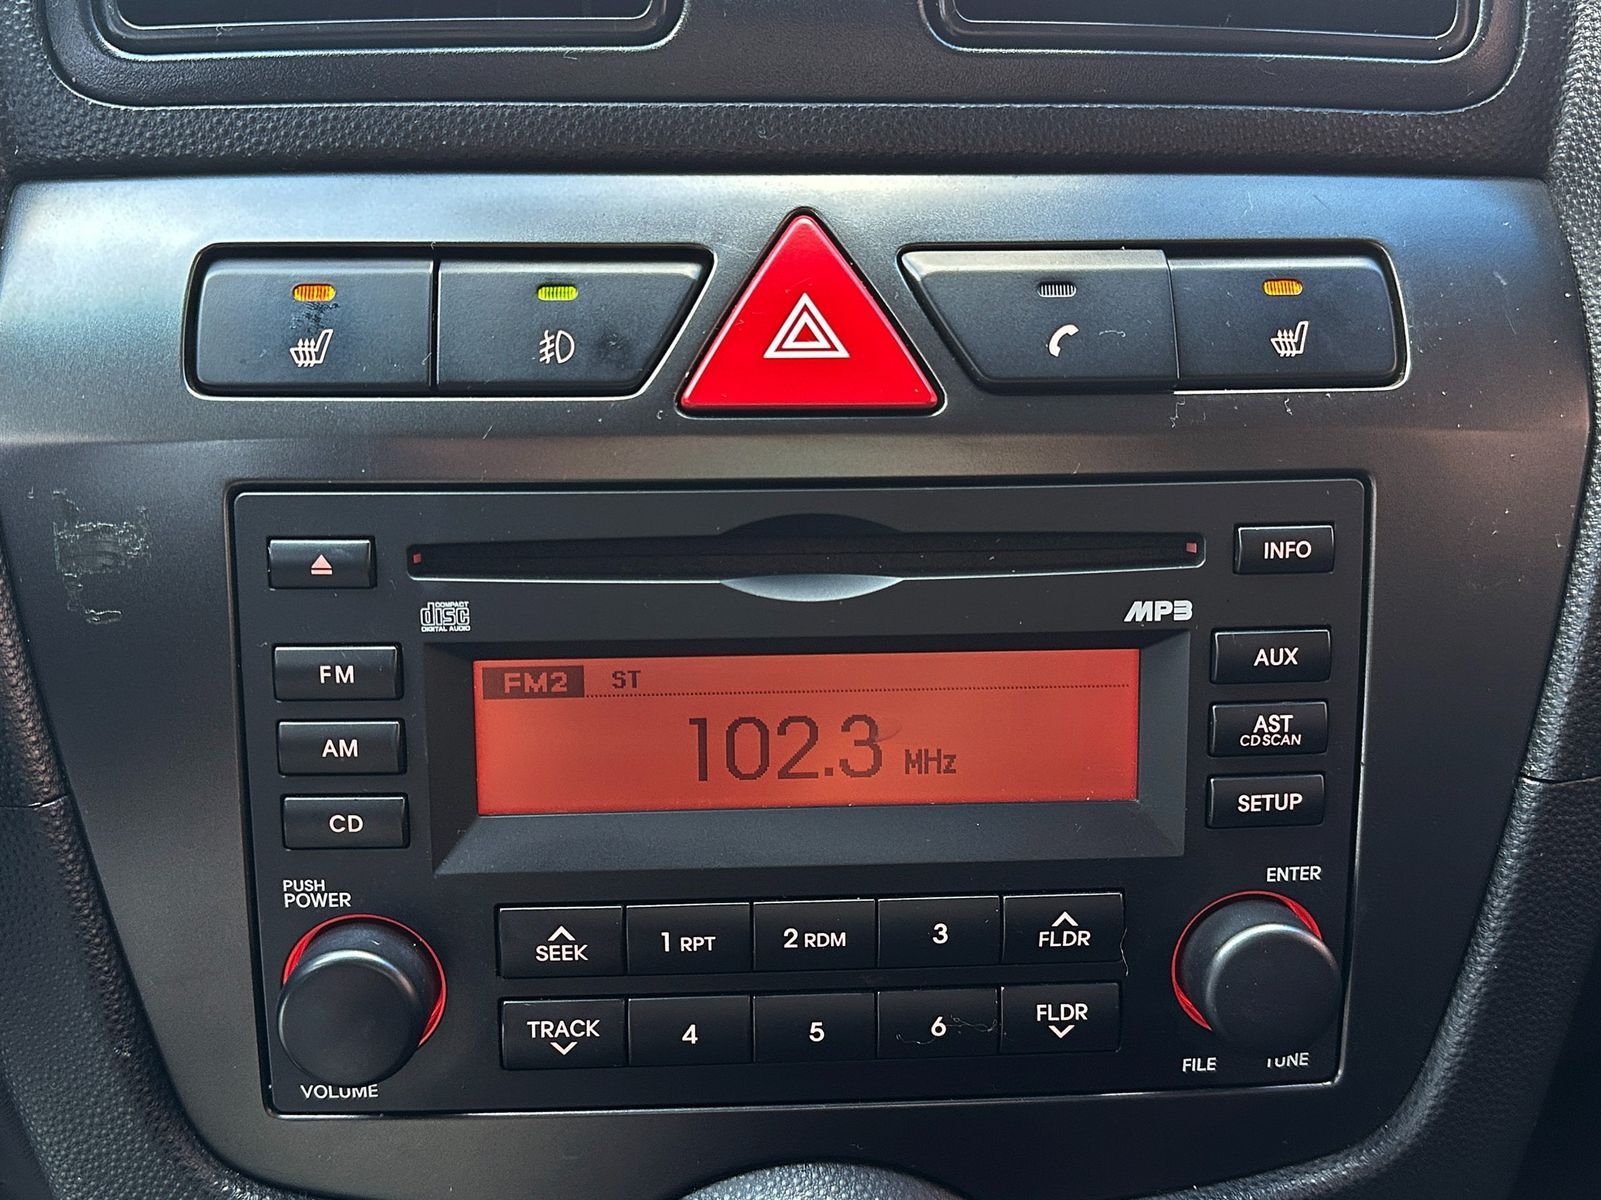 INFO
COMPACT
disc
DIGITAL AUDIO
MP3
FM
FM2 ST
AUX
102.3 MHz
AM
AST
CD SCAN
CD
SETUP
PUSH
POWER
ENTER
SEEK
1 RPT
2 RDM
3
FLDR
TRACK
4
5
6
FLDR
VOLUME
FILE
TUNE